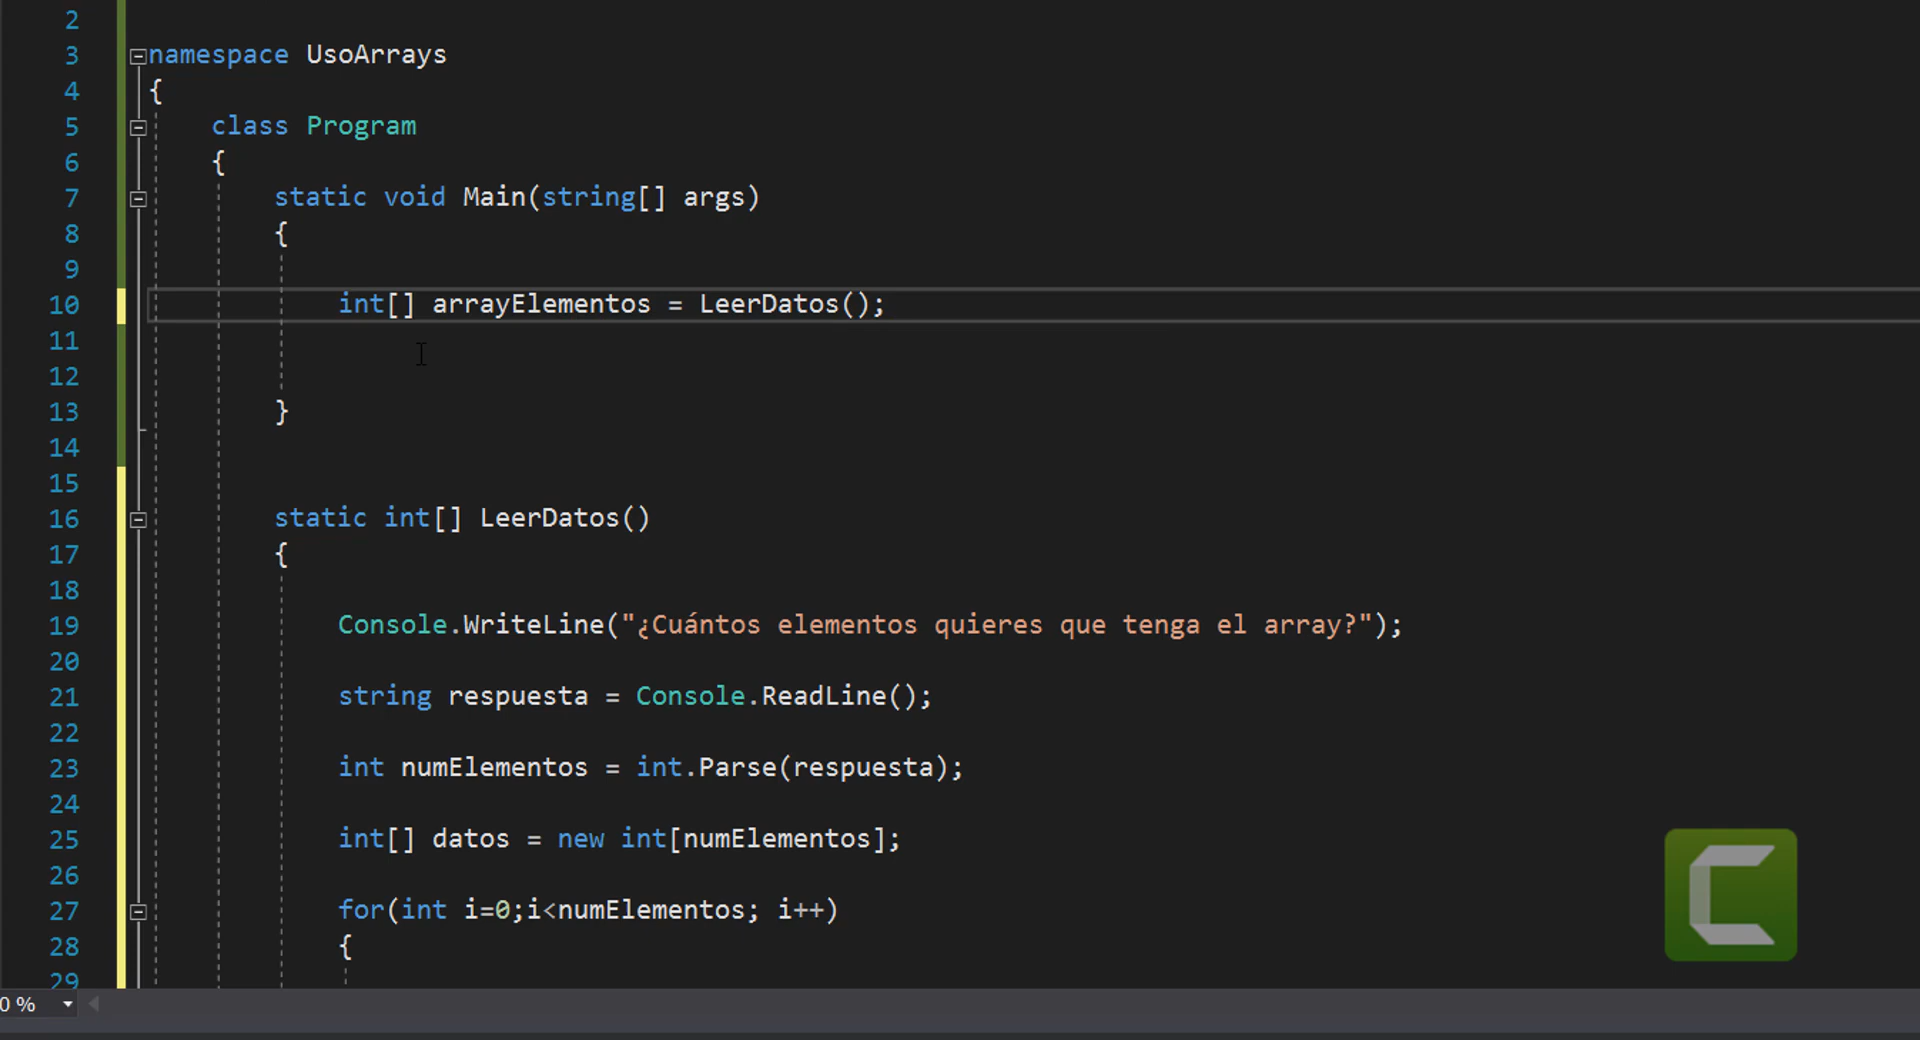 2
3 namespace UsoArrays
4 {
5 class Program
6 {
7 static void Main(string[] args)
8 {
9
10 int[] arrayElementos = LeerDatos();
11
12
13 }
14
15
16 static int[] LeerDatos()
17 {
18
19 Console.WriteLine("¿Cuántos elementos quieres que tenga el array?");
20
21 string respuesta = Console.ReadLine();
22
23 int numElementos = int.Parse(respuesta);
24
25 int[] datos = new int[numElementos];
26
27 for(int i=0;i<numElementos; i++)
28 {
29
0 %